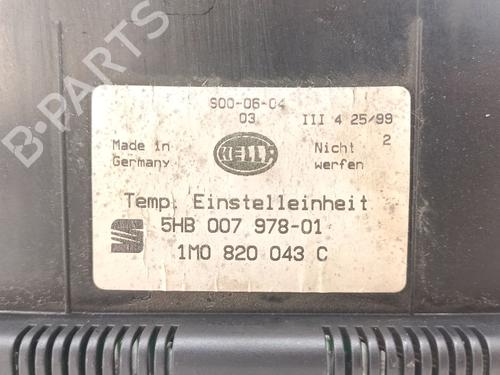 B-PARTS
S00-06-04
03
III 4 25/99
2
Made in
Germany
HELLA
Nicht
werfen
Temp. Einstelleinheit
5HB 007 978-01
1M0 820 043 C